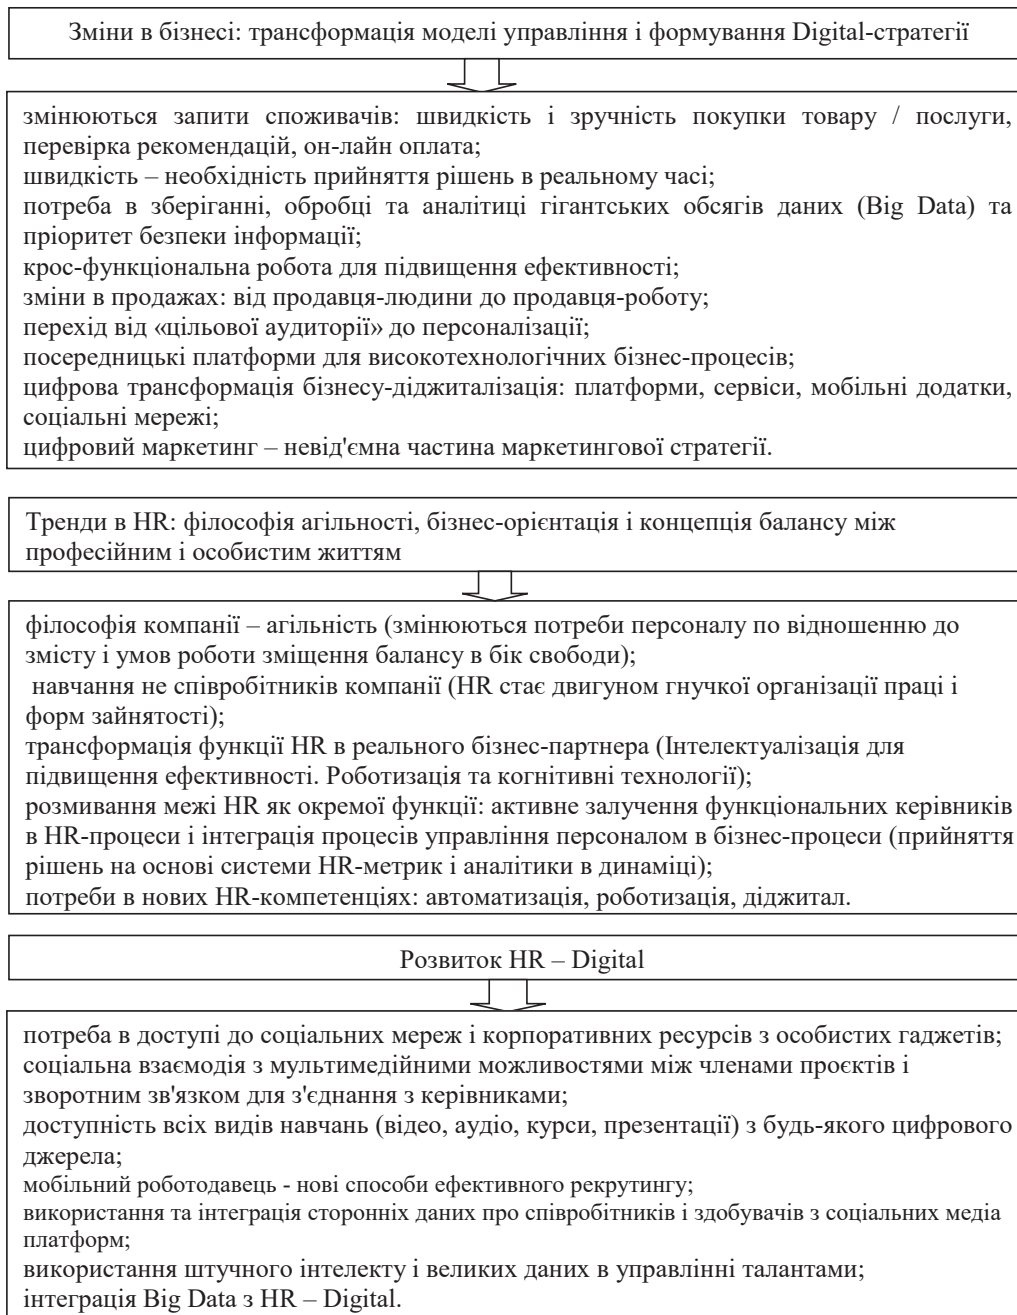 Зміни в бізнесі: трансформація моделі управління і формування Digital-стратегії
змінюються запити споживачів: швидкість і зручність покупки товару / послуги,
перевірка рекомендацій, он-лайн оплата;
швидкість – необхідність прийняття рішень в реальному часі;
потреба в зберіганні, обробці та аналітиці гігантських обсягів даних (Big Data) та
пріоритет безпеки інформації;
крос-функціональна робота для підвищення ефективності;
зміни в продажах: від продавця-людини до продавця-роботу;
перехід від «цільової аудиторії» до персоналізації;
посередницькі платформи для високотехнологічних бізнес-процесів;
цифрова трансформація бізнесу-діджиталізація: платформи, сервіси, мобільні додатки,
соціальні мережі;
цифровий маркетинг – невід'ємна частина маркетингової стратегії.
Тренди в HR: філософія агільності, бізнес-орієнтація і концепція балансу між
професійним і особистим життям
філософія компанії – агільність (змінюються потреби персоналу по відношенню до
змісту і умов роботи зміщення балансу в бік свободи);
навчання не співробітників компанії (HR стає двигуном гнучкої організації праці і
форм зайнятості);
трансформація функції HR в реального бізнес-партнера (Інтелектуалізація для
підвищення ефективності. Роботизація та когнітивні технології);
розмивання межі HR як окремої функції: активне залучення функціональних керівників
в HR-процеси і інтеграція процесів управління персоналом в бізнес-процеси (прийняття
рішень на основі системи HR-метрик і аналітики в динаміці);
потреби в нових HR-компетенціях: автоматизація, роботизація, діджитал.
Розвиток HR – Digital
потреба в доступі до соціальних мереж і корпоративних ресурсів з особистих гаджетів;
соціальна взаємодія з мультимедійними можливостями між членами проєктів і
зворотним зв'язком для з'єднання з керівниками;
доступність всіх видів навчань (відео, аудіо, курси, презентації) з будь-якого цифрового
джерела;
мобільний роботодавець - нові способи ефективного рекрутингу;
використання та інтеграція сторонніх даних про співробітників і здобувачів з соціальних медіа
платформ;
використання штучного інтелекту і великих даних в управлінні талантами;
інтеграція Big Data з HR – Digital.